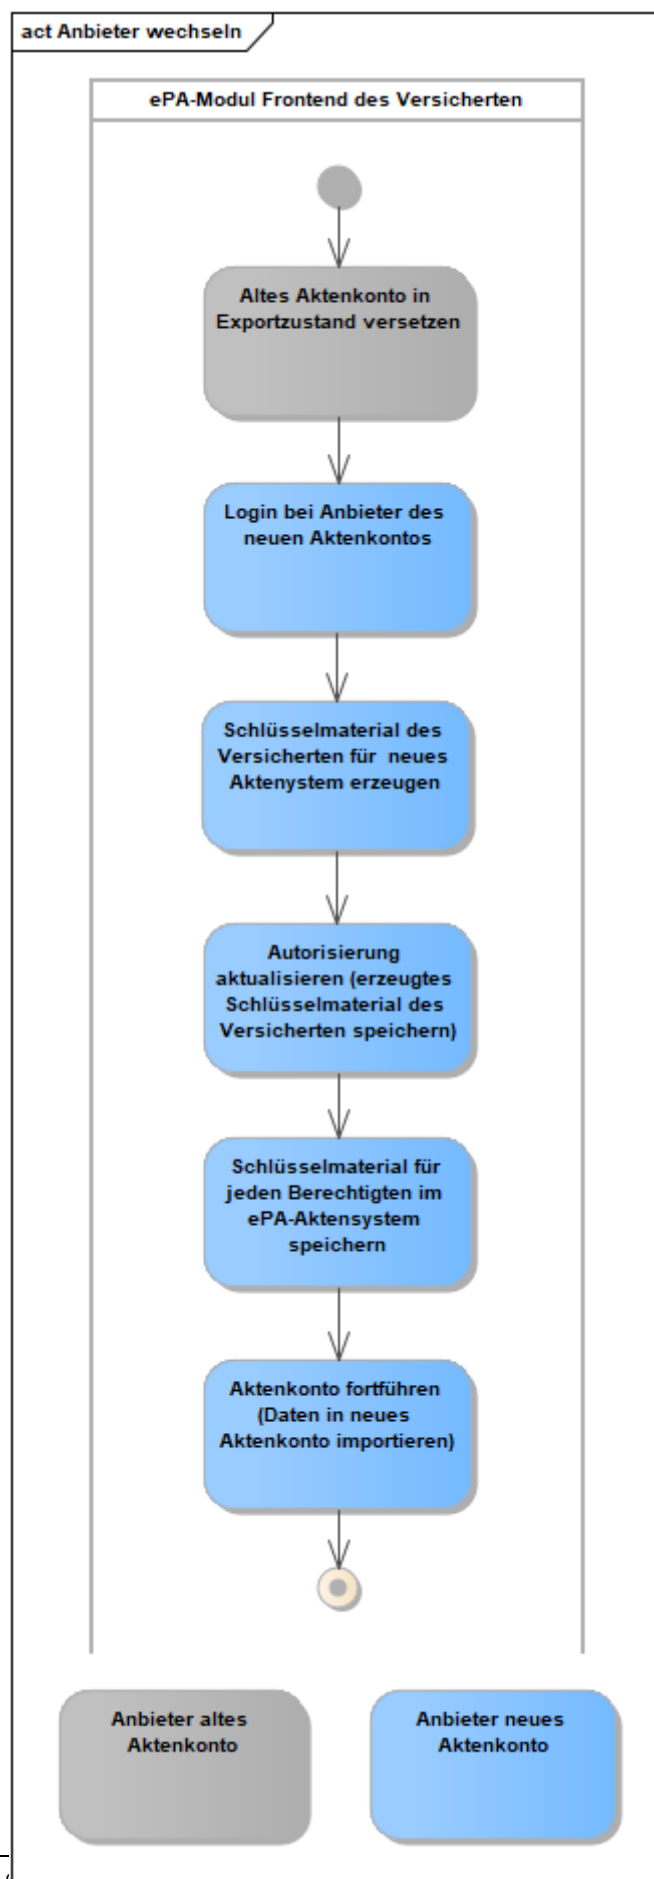 act Anbieter wechseln
ePA-Modul Frontend des Versicherten
Altes Aktenkonto in
Exportzustand versetzen
Login bei Anbieter des
neuen Aktenkontos
Schlüsselmaterial des
Versicherten für  neues
Aktenystem erzeugen
Autorisierung
aktualisieren (erzeugtes
Schlüsselmaterial des
Versicherten speichern)
Schlüsselmaterial für
jeden Berechtigten im
ePA-Aktensystem
speichern
Aktenkonto fortführen
(Daten in neues
Aktenkonto importieren)
Anbieter altes
Aktenkonto
Anbieter neues
Aktenkonto